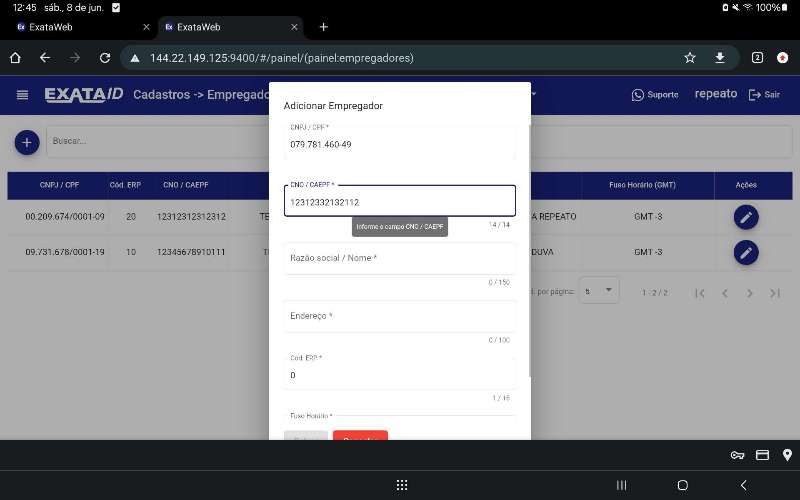 12:45 sáb., 8 de jun.
100%
ExataWeb
ExataWeb
144.22.149.125:9400/#/painel/(painel:empregadores)
2
EXATAID Cadastros -> Empregado
Suporte
repeato
Sair
Adicionar Empregador
Buscar...
CNPJ / CPF *
079.781.460-49
CNPJ / CPF
Cód. ERP
CNO / CAEPF
Fuso Horário (GMT)
Ações
CNO / CAEPF *
12312332132112
14 / 14
Informe o campo CNO / CAEPF
00.209.674/0001-09
20
12312312312312
TE
A REPEATO
GMT -3
09.731.678/0001-19
10
12345678910111
DUVA
GMT -3
Razão social / Nome *
0 / 150
por página:
5
1 - 2 / 2
Endereço *
0 / 100
Cód. ERP *
0
1 / 16
Fuso Horário *